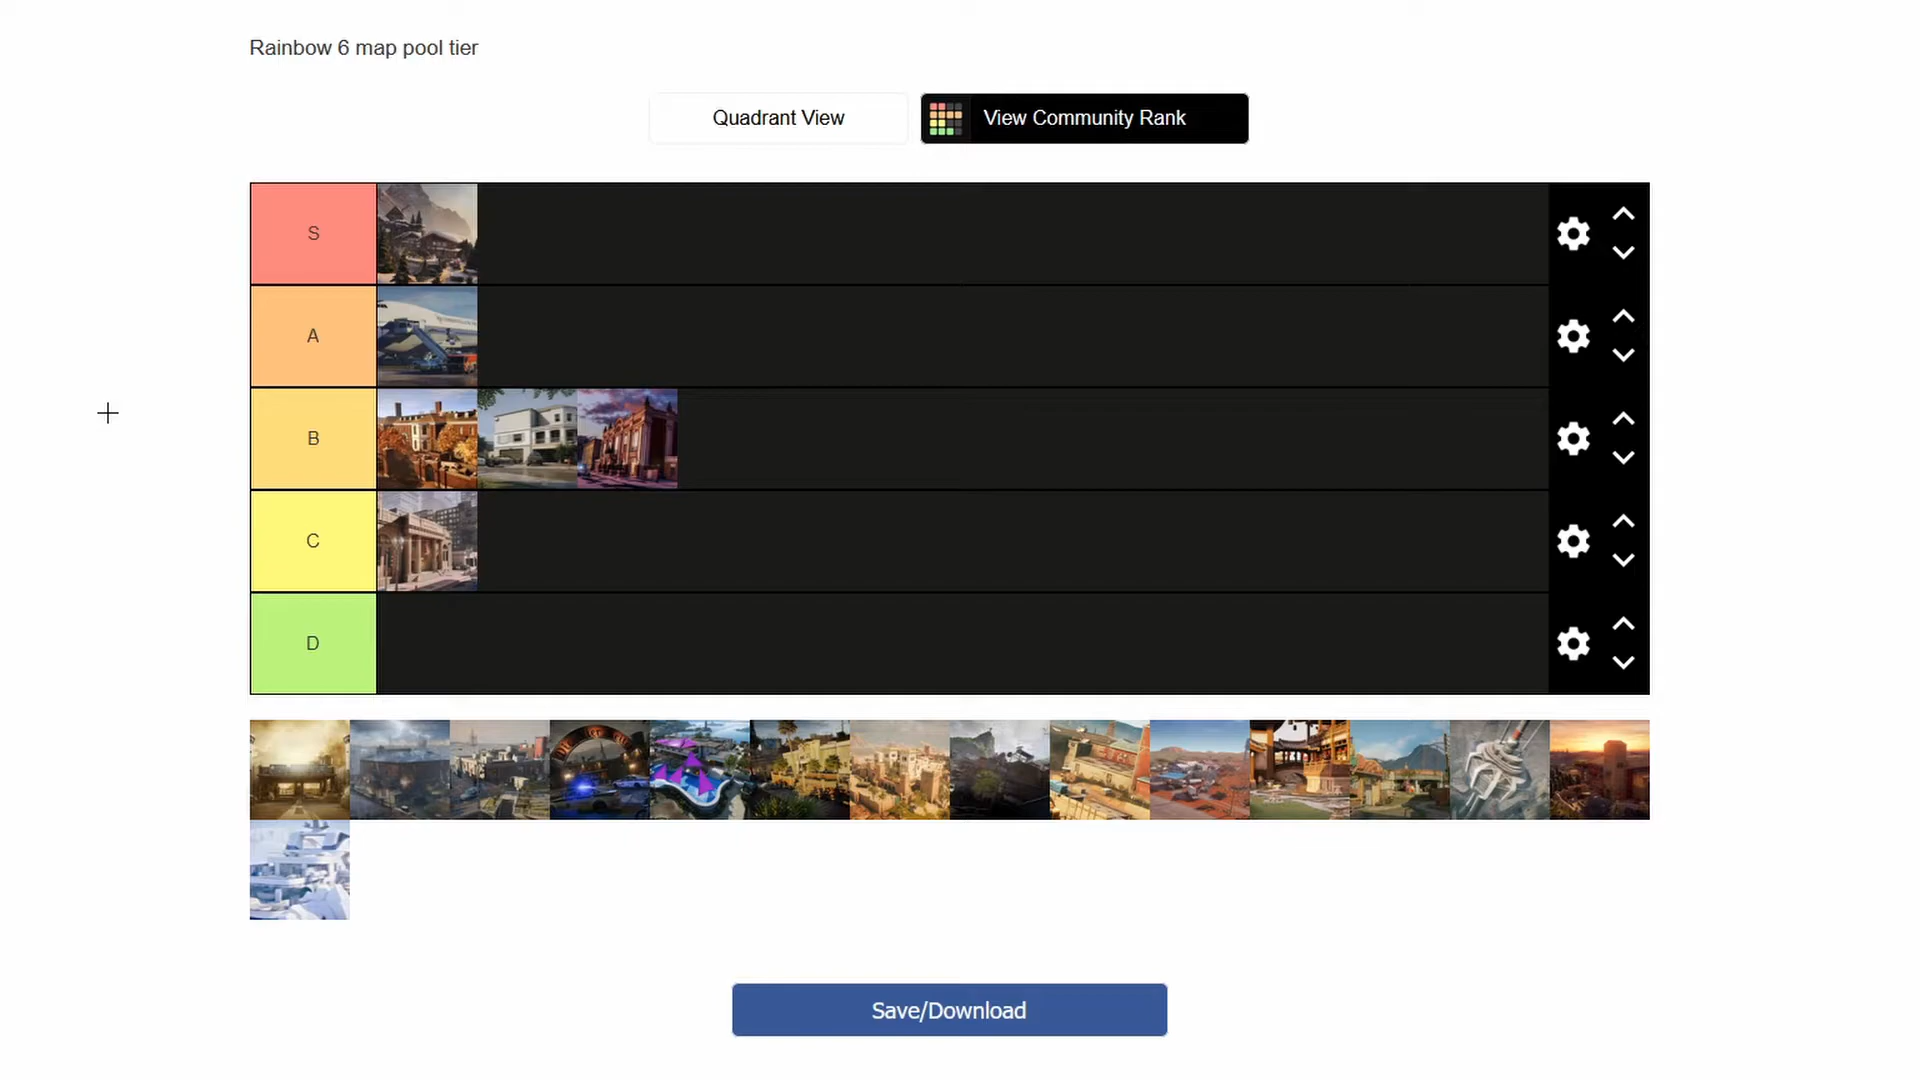 Rainbow 6 map pool tier
Quadrant View
View Community Rank
S
A
B
C
D
Save/Download